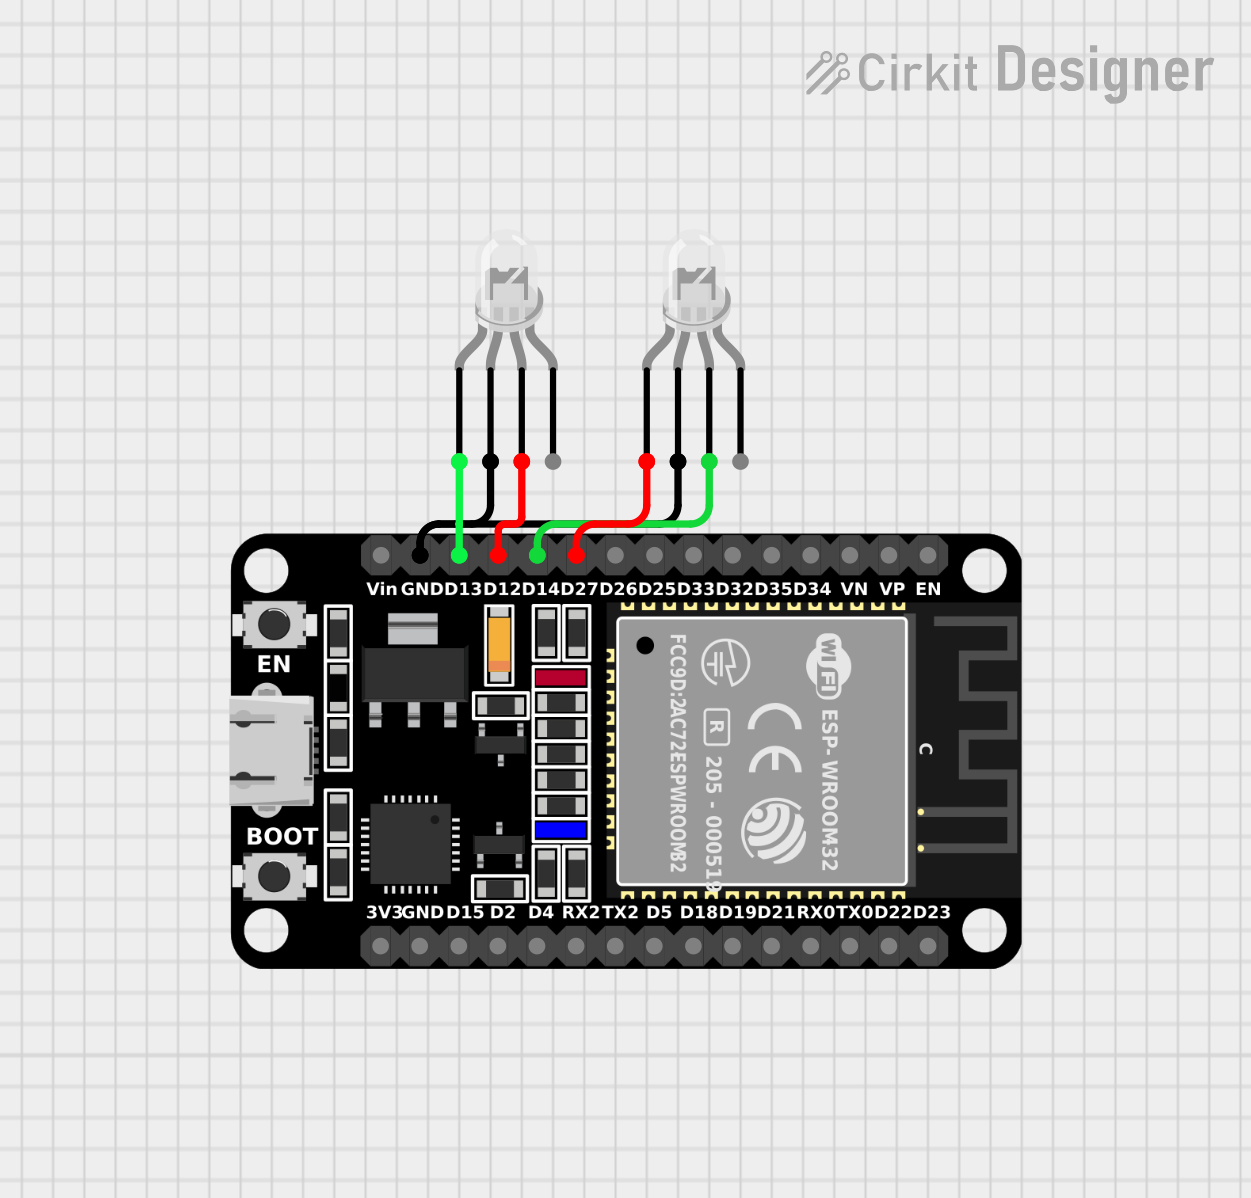 Cirkit Designer
Vin GND D13 D12 D14 D27 D26 D25 D33 D32 D35 D34 VN VP EN
EN
BOOT
FCC9D:2AC72ESPWROOM32
R
205 - 000519
WiFi
CE
ESP- WROOM32
C
3V3 GND D15 D2 D4 RX2 TX2 D5 D18 D19 D21 RX0 TX0 D22 D23